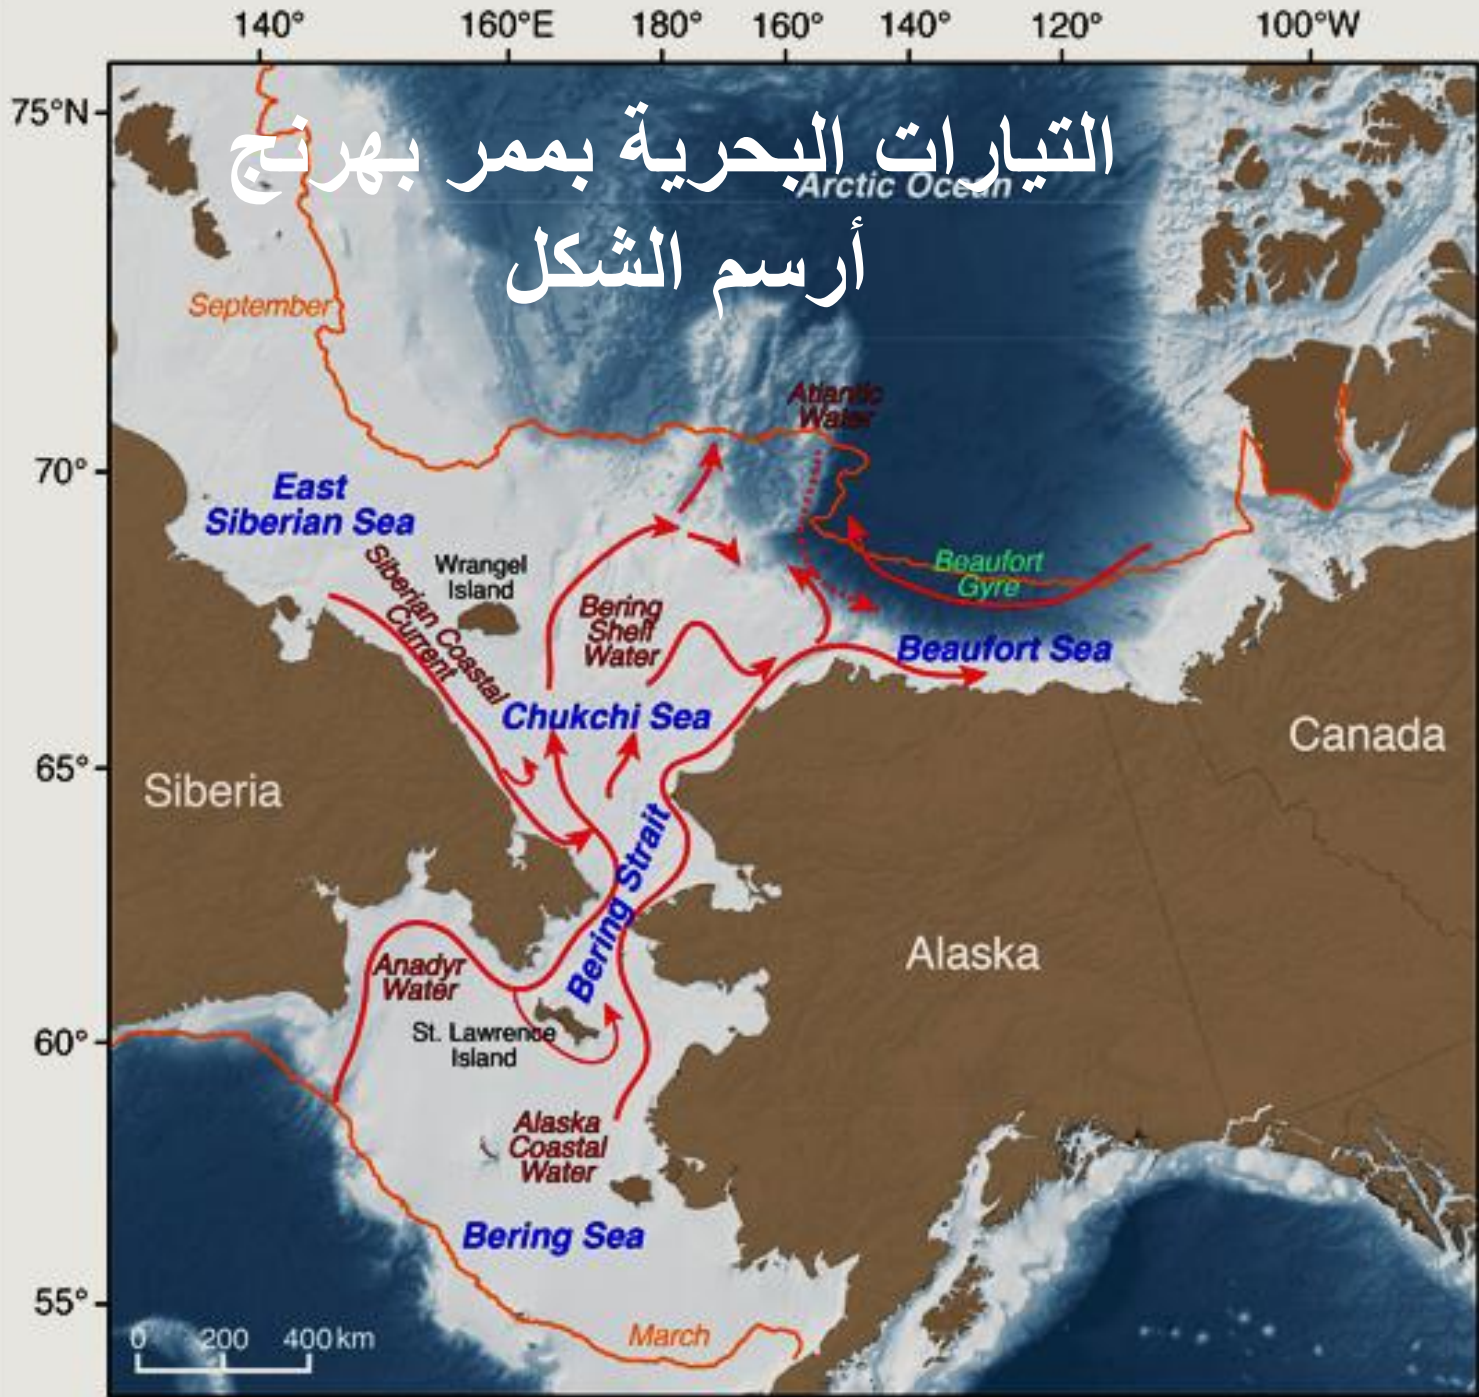 140°
160°E
180°
160°
140°
120°
100°W
75°N
التيارات البحرية بممر بهرنج
Arctic Ocean
أرسم الشكل
September
Atlantic
Water
70°
East
Siberian Sea
Siberian Coastal
Current
Wrangel
Island
Bering
Shelf
Water
Beaufort
Gyre
Beaufort Sea
Chukchi Sea
65°
Siberia
Canada
Bering Strait
Alaska
Anadyr
Water
St. Lawrence
Island
60°
Alaska
Coastal
Water
Bering Sea
55°
0 200 400 km
March